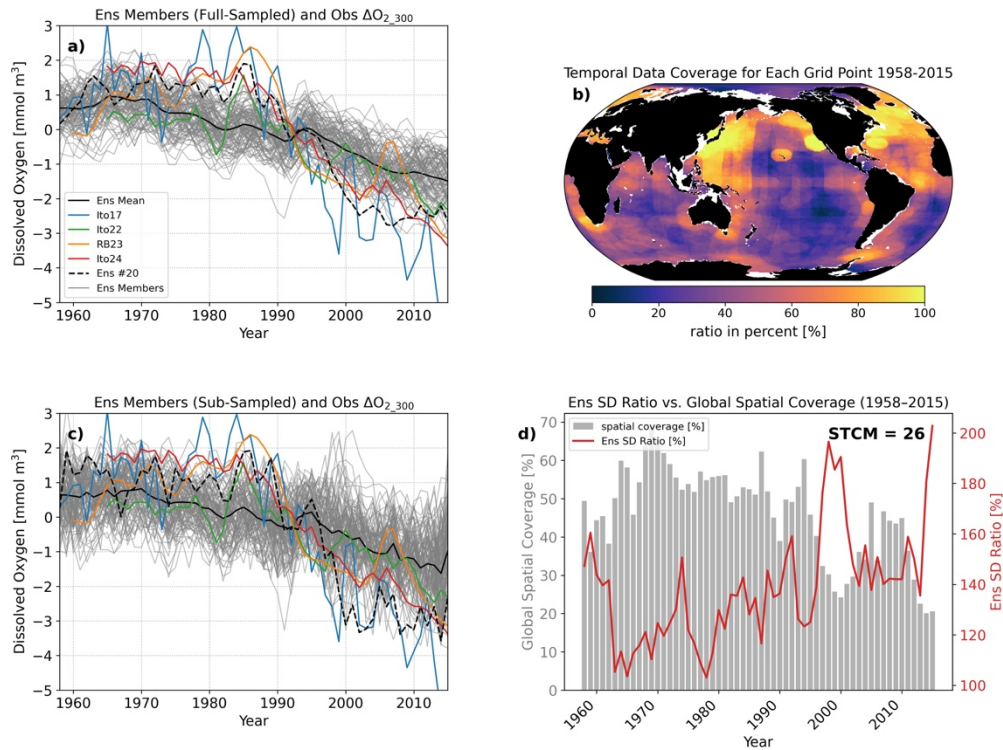 Ens Members (Full-Sampled) and Obs ΔO₂_₃₀₀
a)
Dissolved Oxygen [mmol m³]
3
2
1
0
−1
−2
−3
−4
−5
Ens Mean
Ito17
Ito22
RB23
Ito24
Ens #20
Ens Members
1960 1970 1980 1990 2000 2010
Year
Temporal Data Coverage for Each Grid Point 1958-2015
b)
0 20 40 60 80 100
ratio in percent [%]
Ens Members (Sub-Sampled) and Obs ΔO₂_₃₀₀
c)
Dissolved Oxygen [mmol m³]
3
2
1
0
−1
−2
−3
−4
−5
1960 1970 1980 1990 2000 2010
Year
Ens SD Ratio vs. Global Spatial Coverage (1958–2015)
d)
spatial coverage [%]
Ens SD Ratio [%]
STCM = 26
Global Spatial Coverage [%]
70
60
50
40
30
20
10
0
Ens SD Ratio [%]
200
180
160
140
120
100
1960 1970 1980 1990 2000 2010
Year